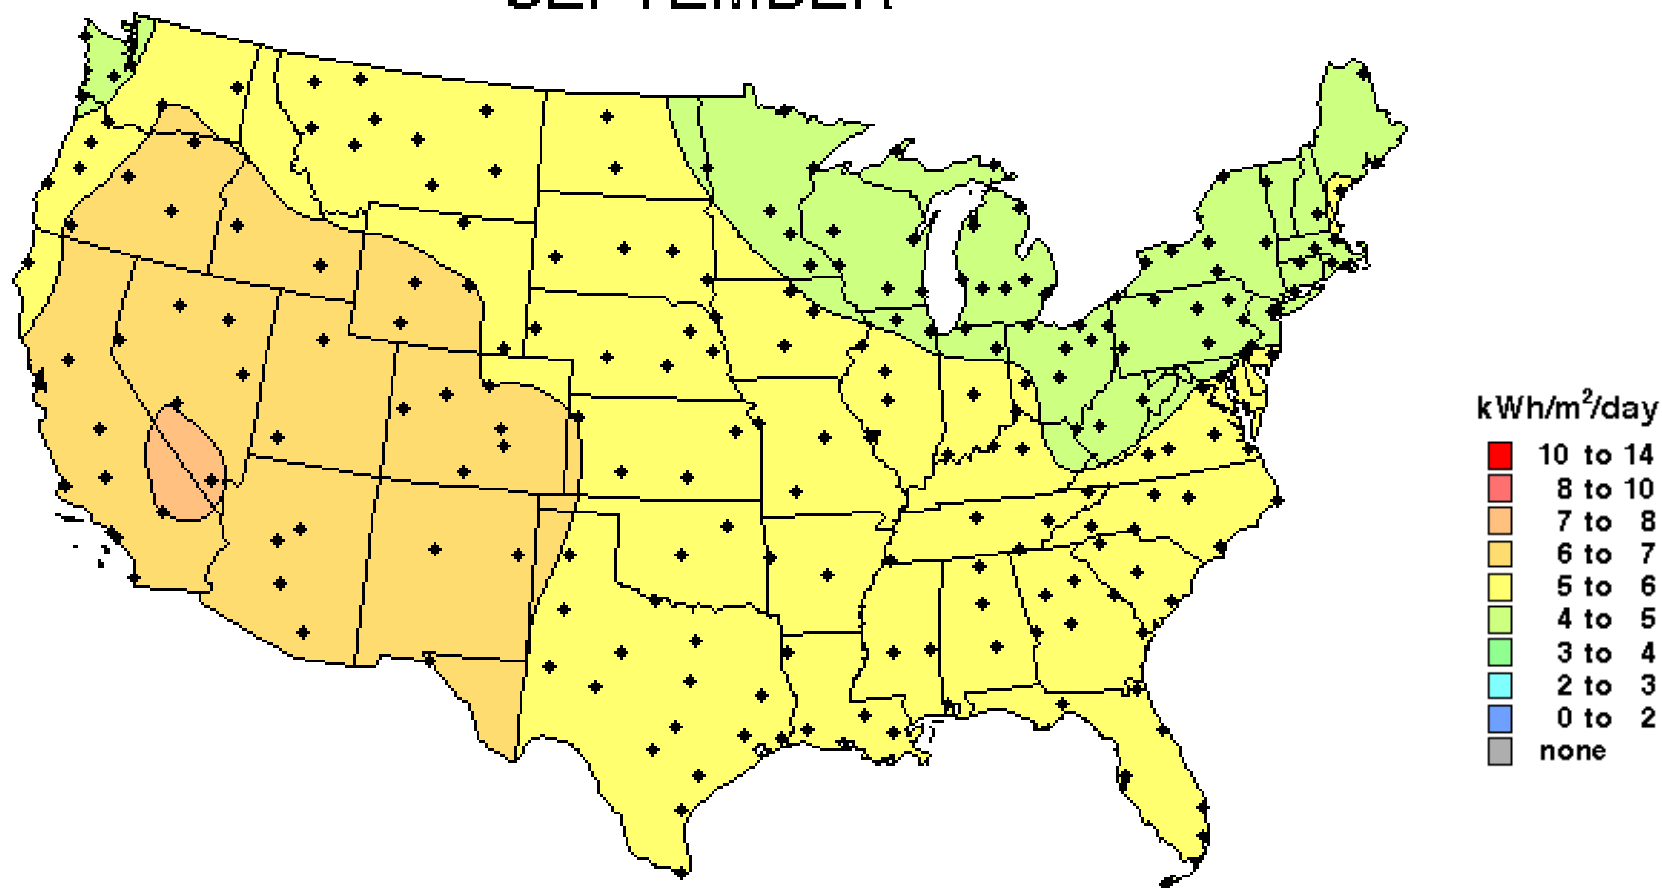 SEPTEMBER
kWh/m²/day
10 to 14
8 to 10
7 to 8
6 to 7
5 to 6
4 to 5
3 to 4
2 to 3
0 to 2
none